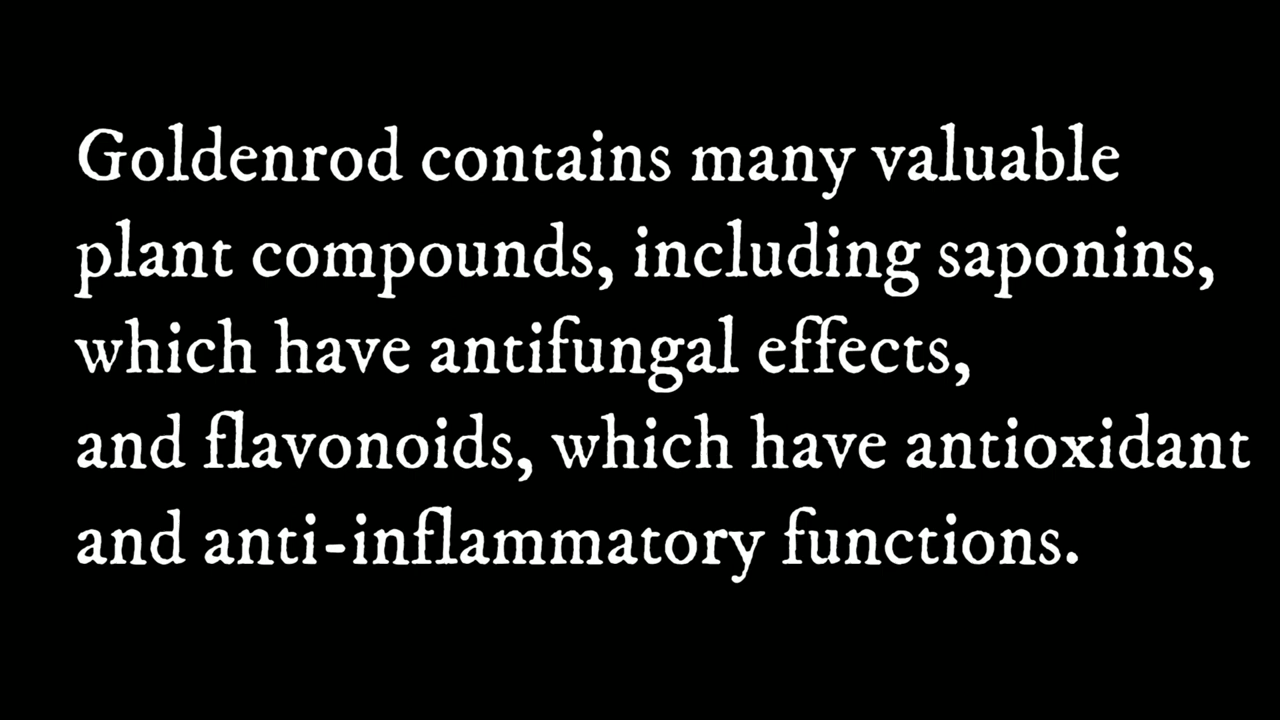 Goldenrod contains many valuable
plant compounds, including saponins,
which have antifungal effects,
and flavonoids, which have antioxidant
and anti-inflammatory functions.